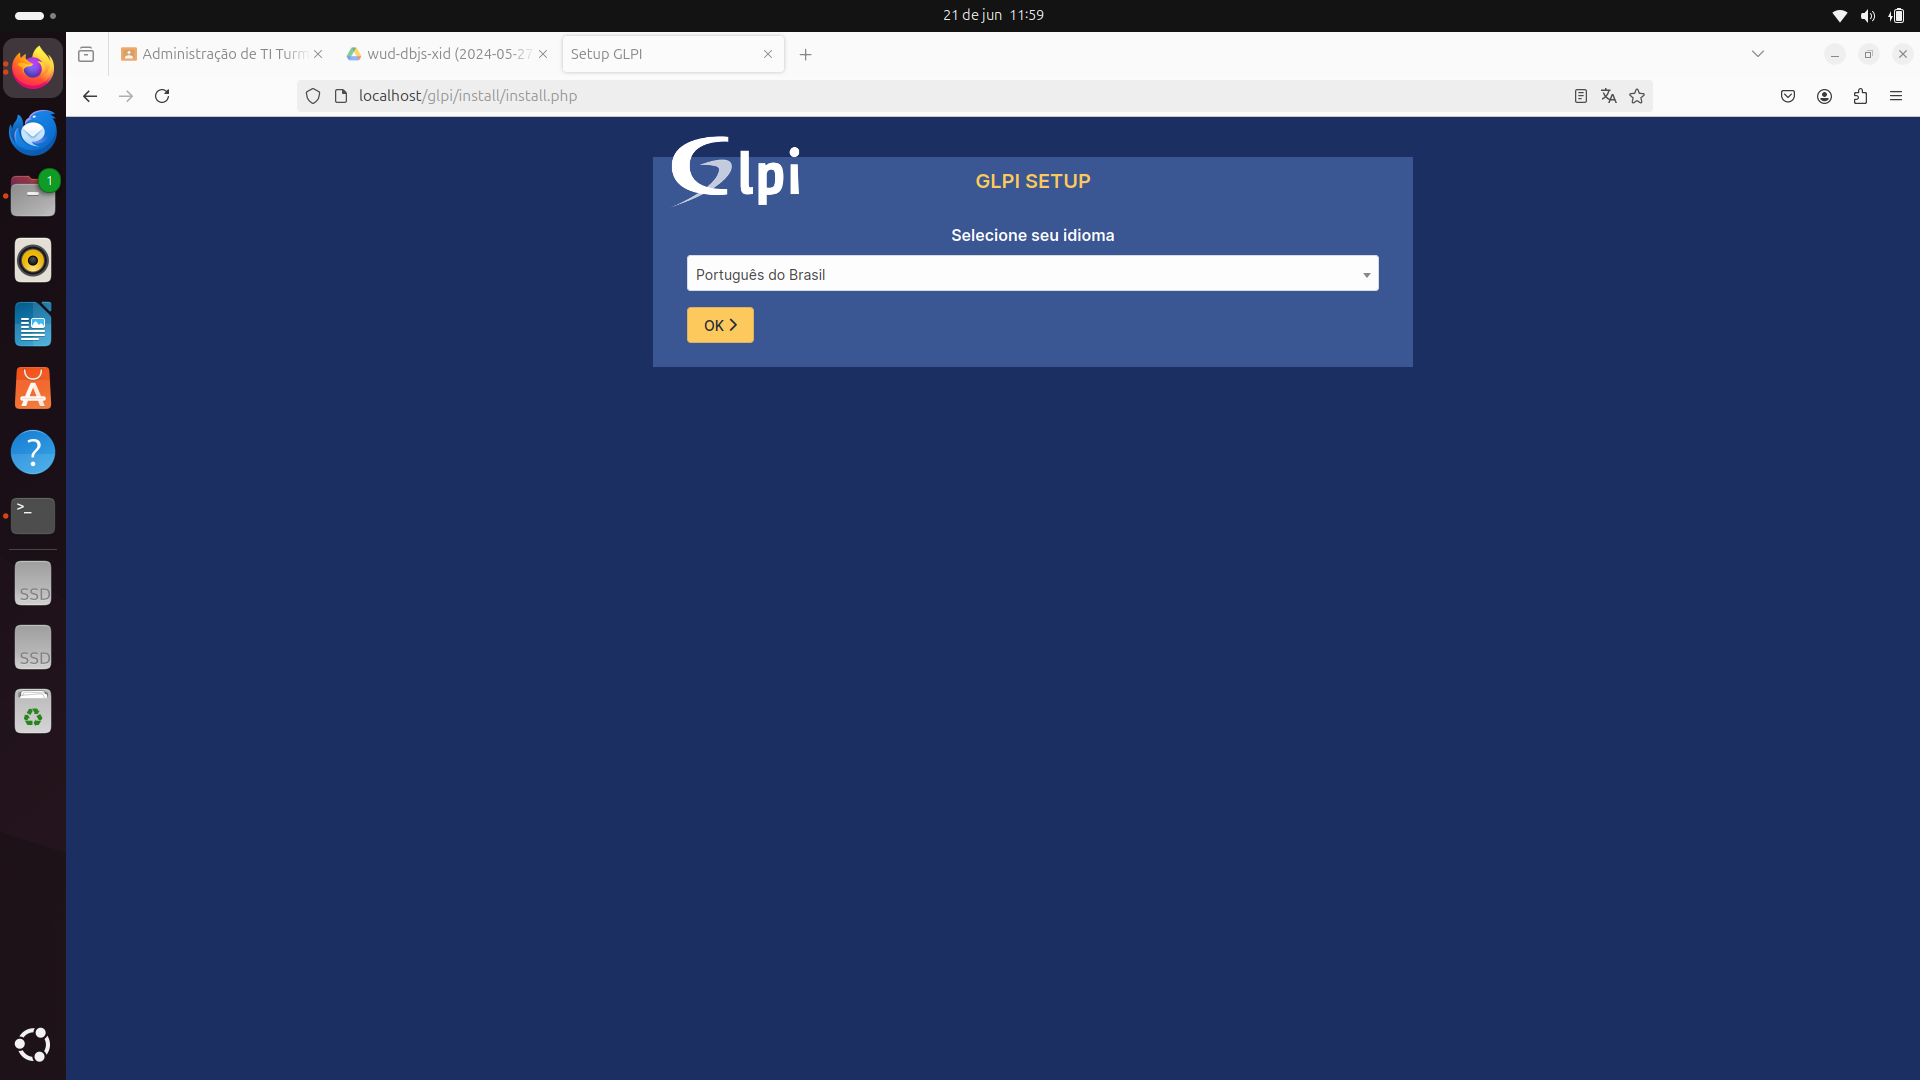 21 de jun 11:59
Administração de TI Turm
wud-dbjs-xid (2024-05-27
Setup GLPI
localhost/glpi/install/install.php
Glpi
GLPI SETUP
Selecione seu idioma
Português do Brasil
OK
1
A
?
>_
SSD
SSD